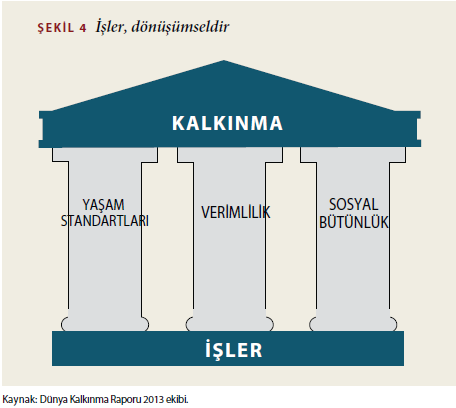 ŞEKİL 4 İşler, dönüşümseldir
KALKINMA
YAŞAM
STANDARTLARI
VERİMLİLİK
SOSYAL
BÜTÜNLÜK
İŞLER
Kaynak: Dünya Kalkınma Raporu 2013 ekibi.